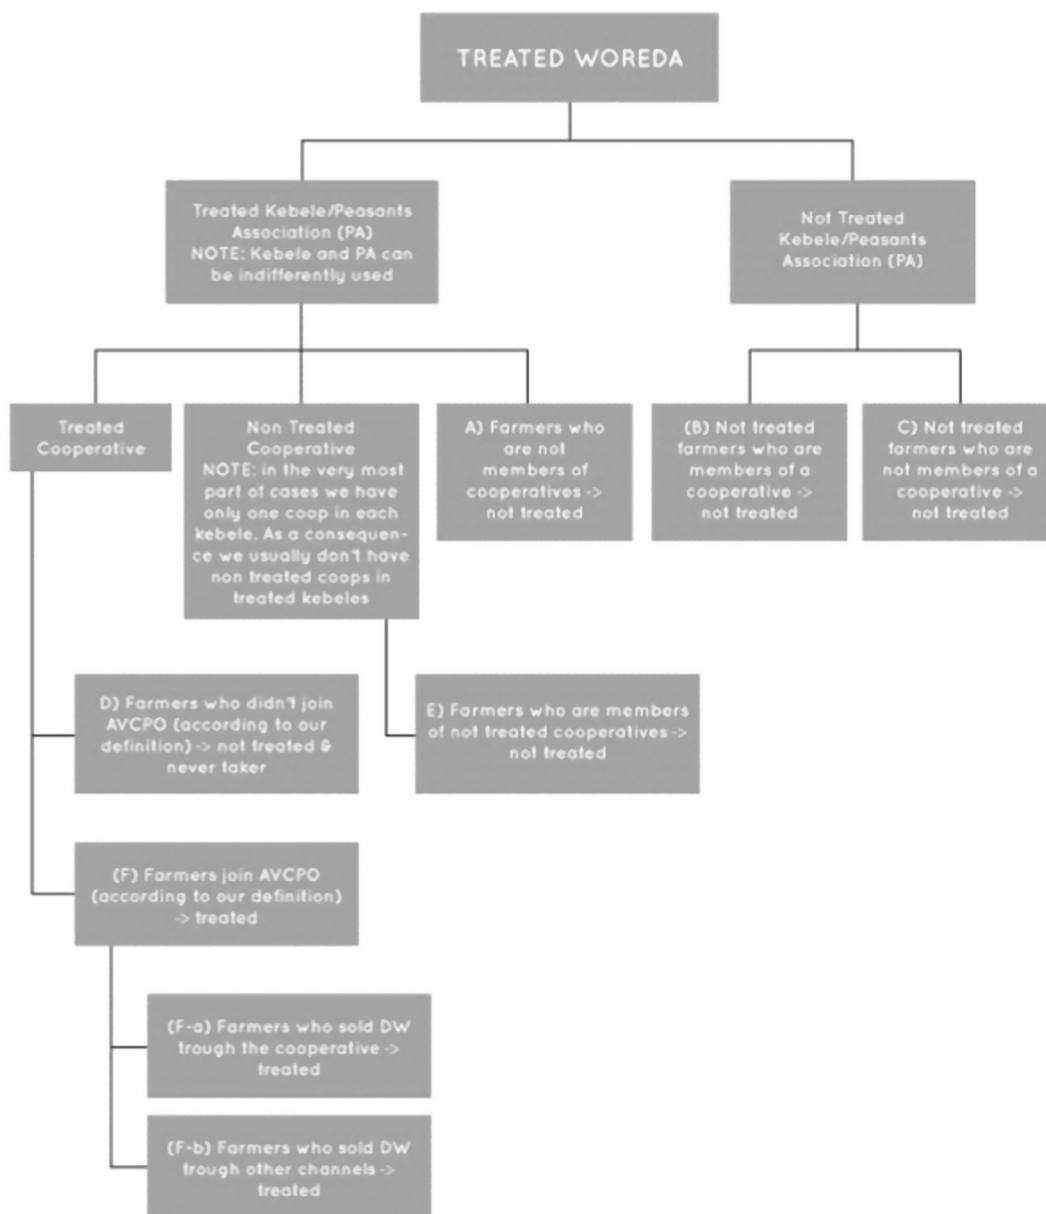 TREATED WOREDA
Treated Kebele/Peasants
Association (PA)
NOTE: Kebele and PA can
be indifferently used
Not Treated
Kebele/Peasants
Association (PA)
Treated
Cooperative
Non Treated
Cooperative
NOTE: in the very most
part of cases we have
only one coop in each
kebele. As a consequen-
ce we usually don't have
non treated coops in
treated kebeles
A) Farmers who
are not
members of
cooperatives ->
not treated
(B) Not treated
farmers who are
members of a
cooperative ->
not treated
C) Not treated
farmers who are
not members of a
cooperative ->
not treated
D) Farmers who didn't join
AVCPO (according to our
definition) -> not treated &
never taker
E) Farmers who are members
of not treated cooperatives ->
not treated
(F) Farmers join AVCPO
(according to our definition)
-> treated
(F-a) Farmers who sold DW
trough the cooperative ->
treated
(F-b) Farmers who sold DW
trough other channels ->
treated